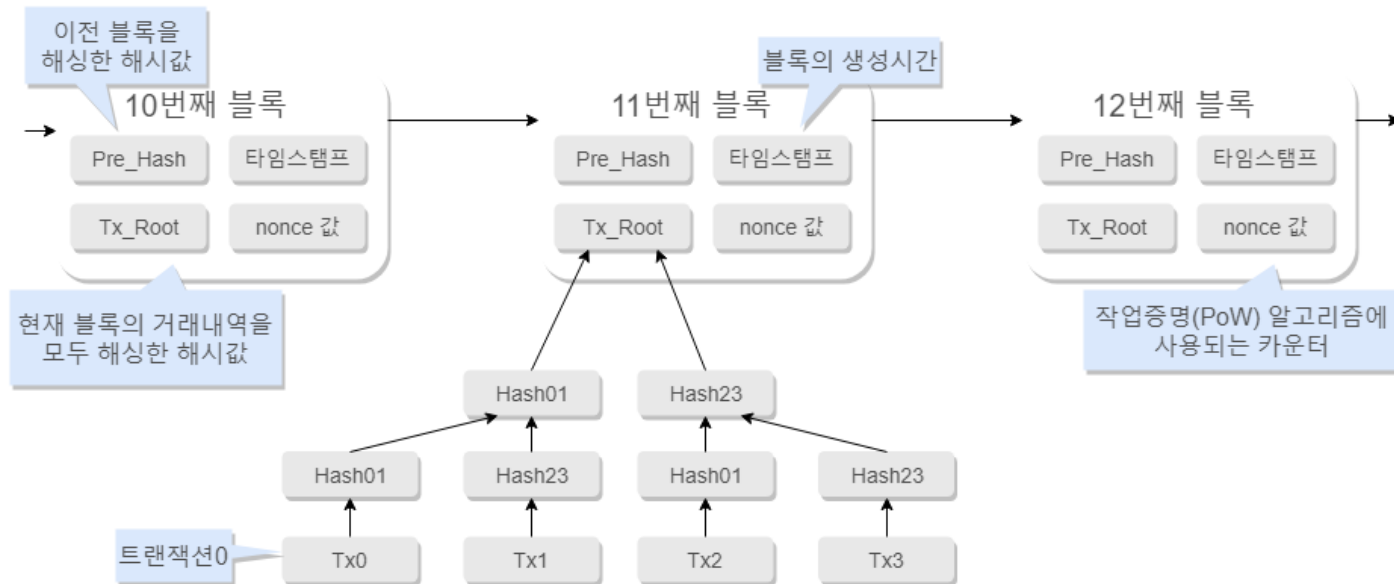 이전 블록을
해싱한 해시값
블록의 생성시간
10번째 블록
11번째 블록
12번째 블록
Pre_Hash
타임스탬프
Pre_Hash
타임스탬프
Pre_Hash
타임스탬프
Tx_Root
nonce 값
Tx_Root
nonce 값
Tx_Root
nonce 값
현재 블록의 거래내역을
모두 해싱한 해시값
작업증명(PoW) 알고리즘에
사용되는 카운터
Hash01
Hash23
Hash01
Hash23
Hash01
Hash23
트랜잭션0
Tx0
Tx1
Tx2
Tx3